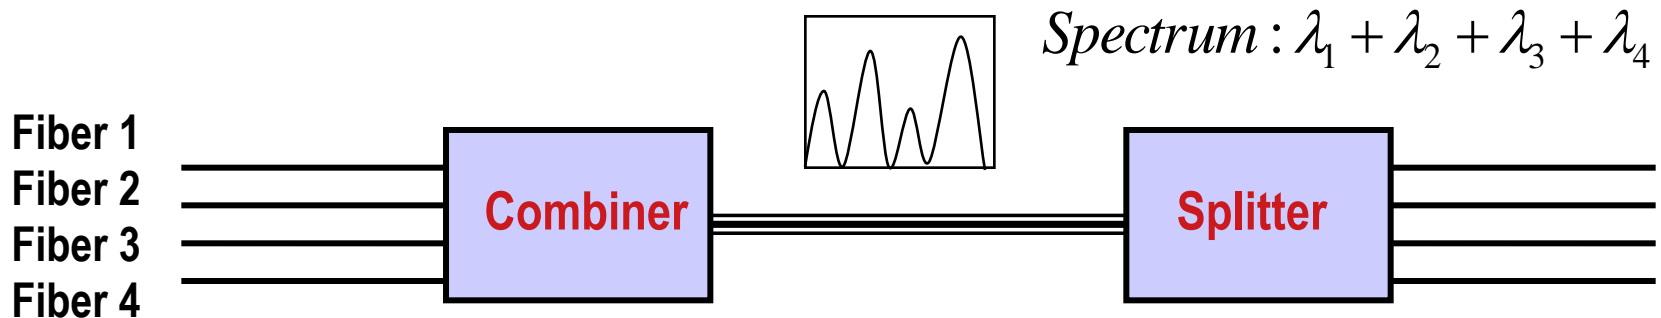 Spectrum : λ₁ + λ₂ + λ₃ + λ₄
Fiber 1
Fiber 2
Fiber 3
Fiber 4
Combiner
Splitter